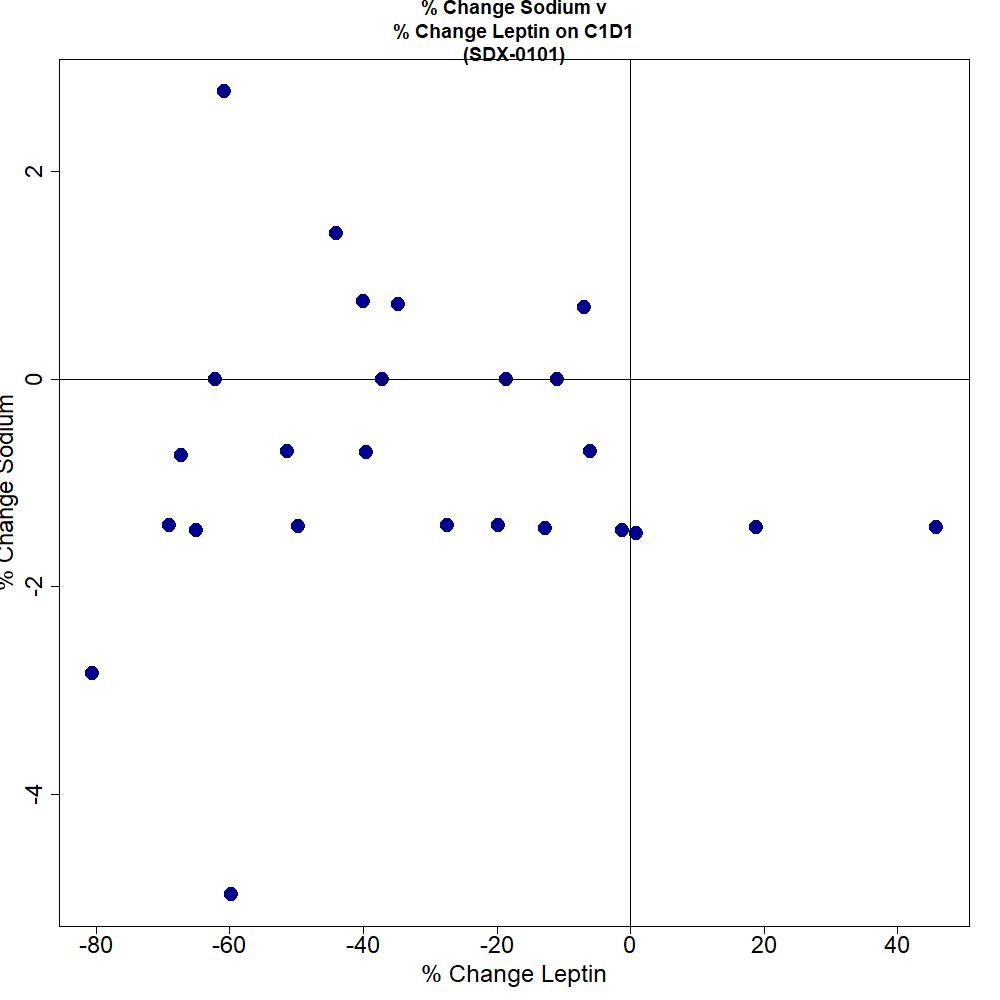 % Change Sodium v
% Change Leptin on C1D1
(SDX-0101)
2
0
-2
-4
% Change Sodium
-80 -60 -40 -20 0 20 40
% Change Leptin